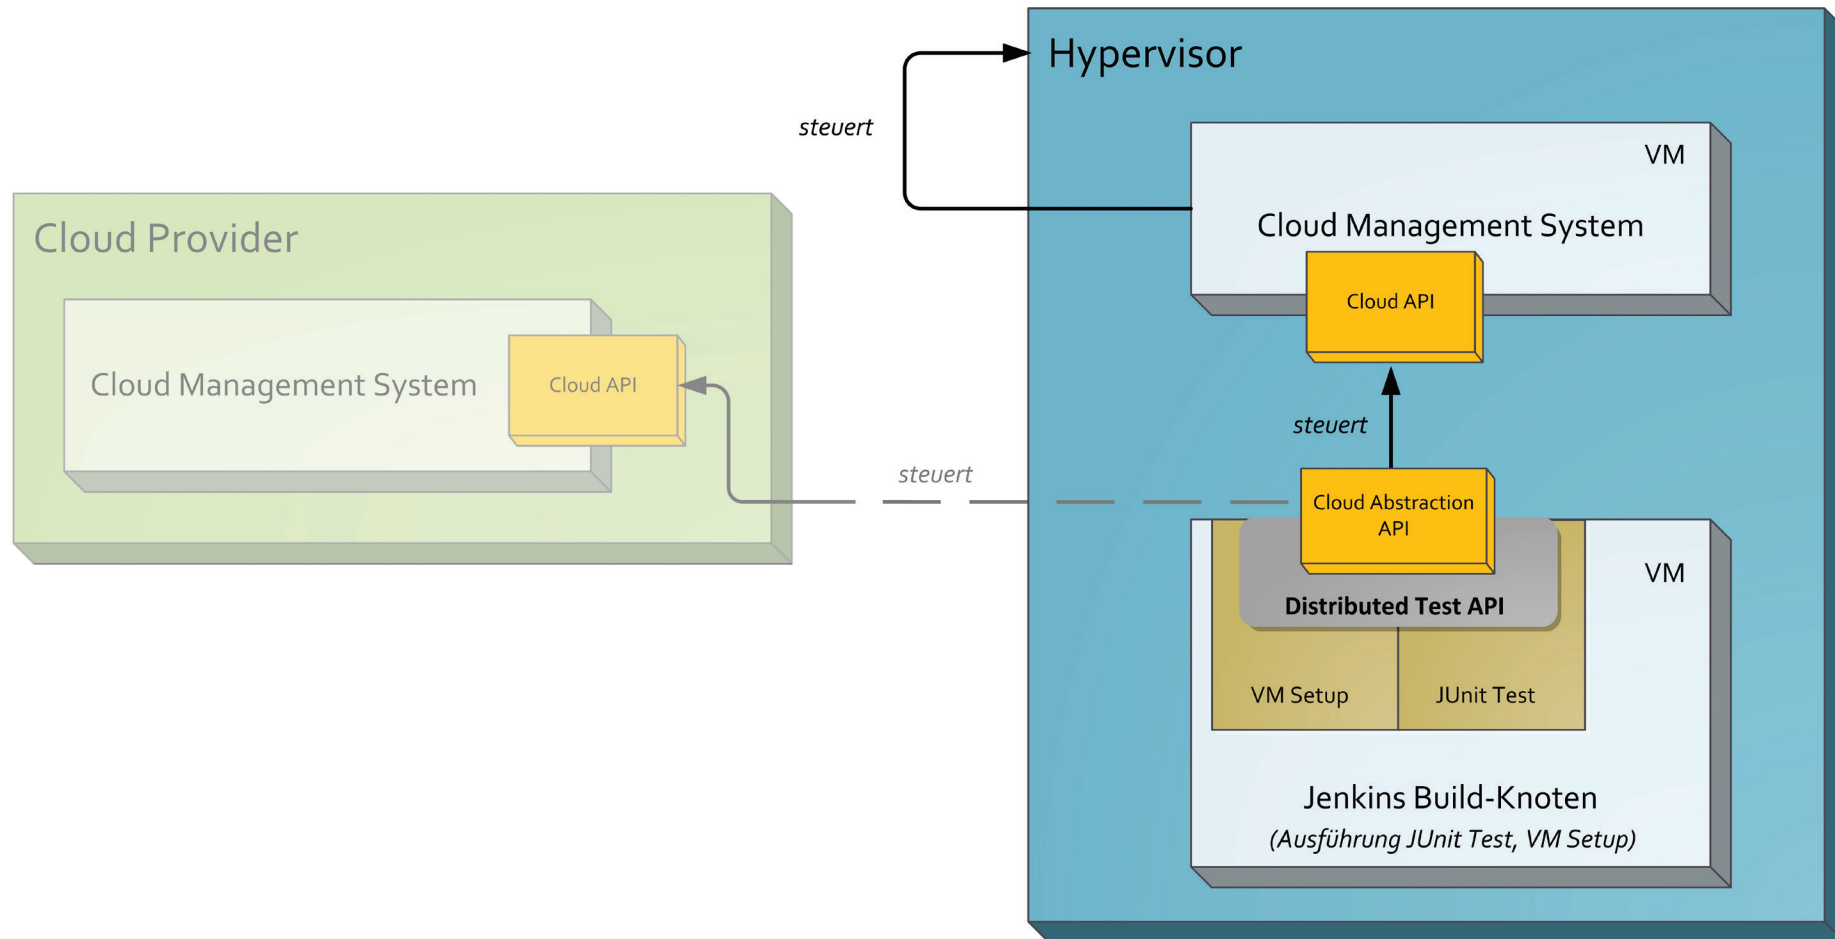 Cloud Provider
Cloud Management System
Cloud API
steuert
steuert
Hypervisor
VM
Cloud Management System
Cloud API
steuert
Cloud Abstraction
API
Distributed Test API
VM
VM Setup
JUnit Test
Jenkins Build-Knoten
(Ausführung JUnit Test, VM Setup)